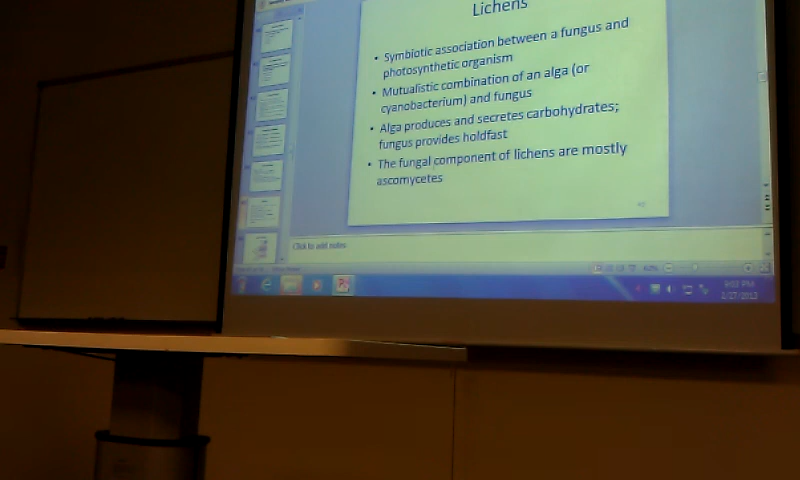 Lichens
• Symbiotic association between a fungus and
photosynthetic organism
• Mutualistic combination of an alga (or
cyanobacterium) and fungus
• Alga produces and secretes carbohydrates;
fungus provides holdfast
• The fungal component of lichens are mostly
ascomycetes
Click to add notes